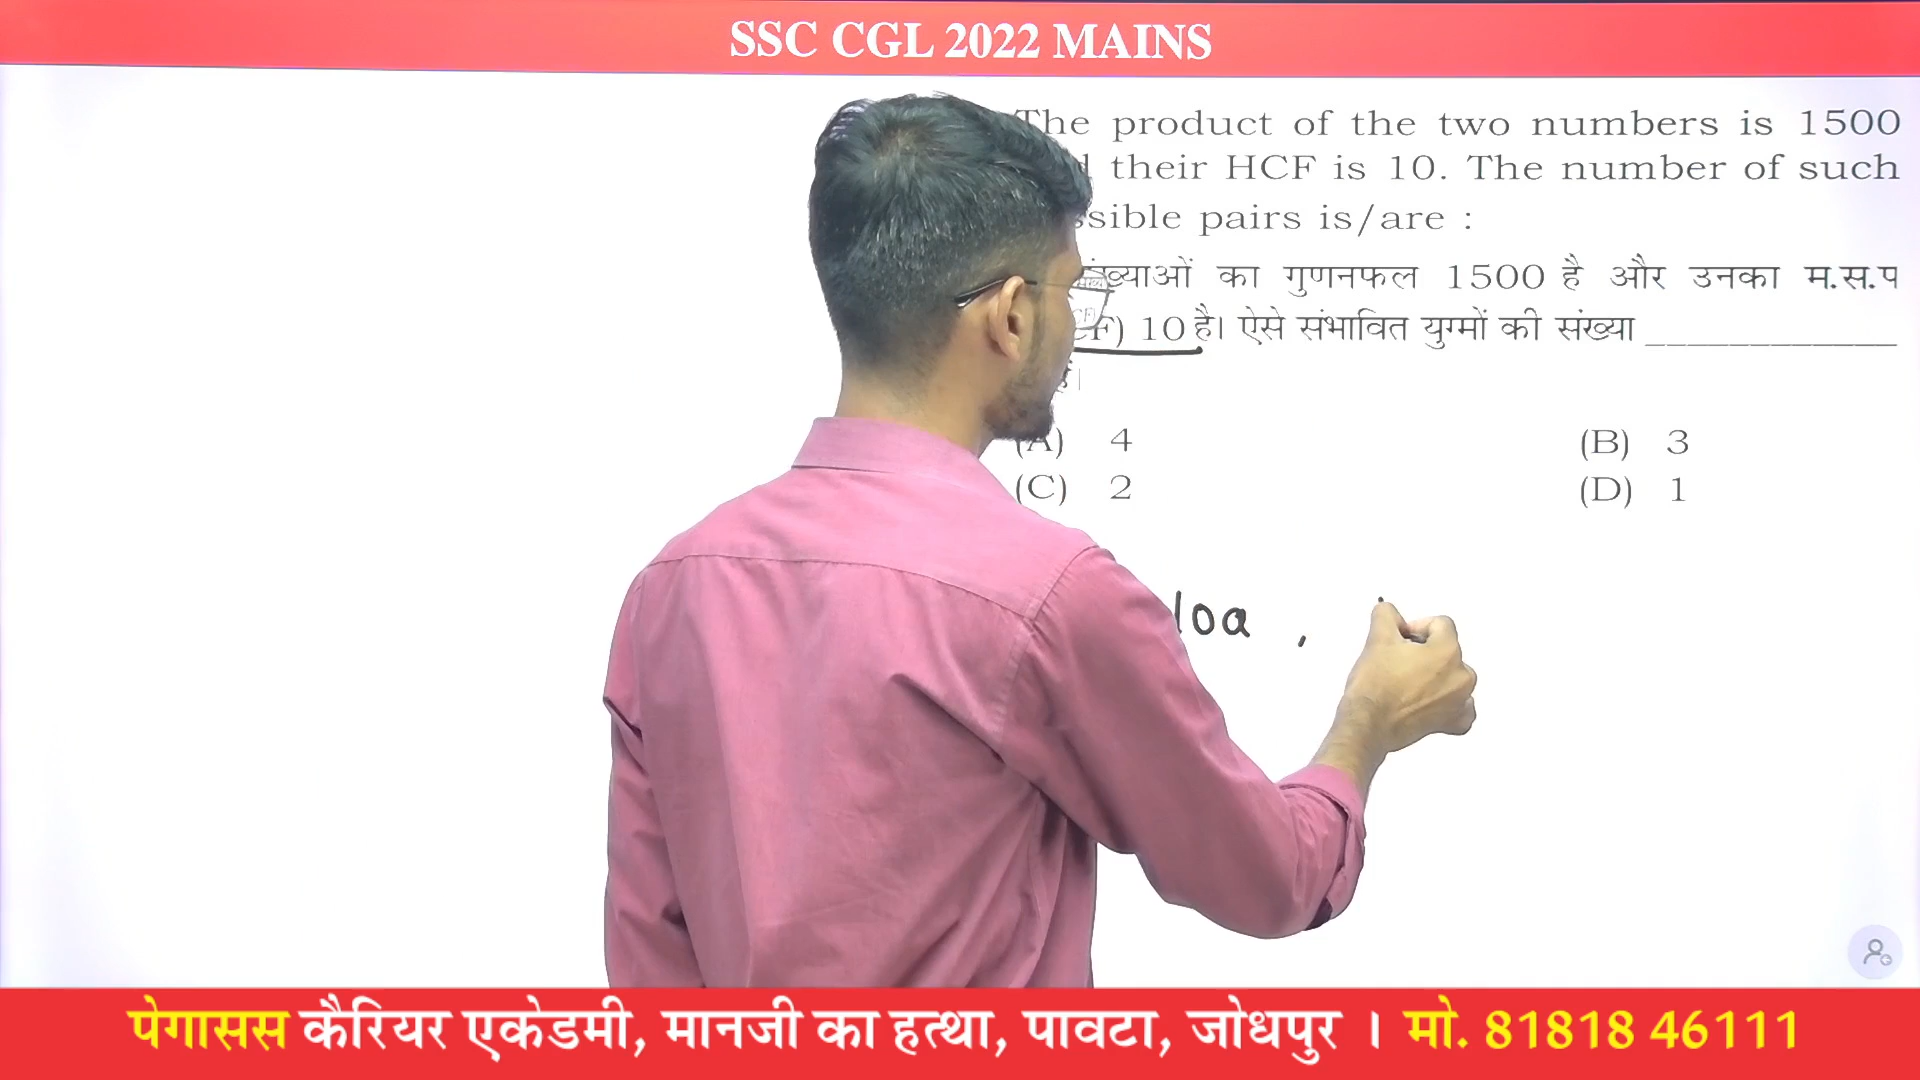 SSC CGL 2022 MAINS
The product of the two numbers is 1500
their HCF is 10. The number of such
pairs is/are :
का गुणनफल 1500 है और उनका म.स.प
10 है। ऐसे संभावित युग्मों की संख्या ____________
(A) 4 (B) 3
(C) 2 (D) 1
10a ,
पेगासस कैरियर एकेडमी, मानजी का हत्था, पावटा, जोधपुर । मो. 81818 46111